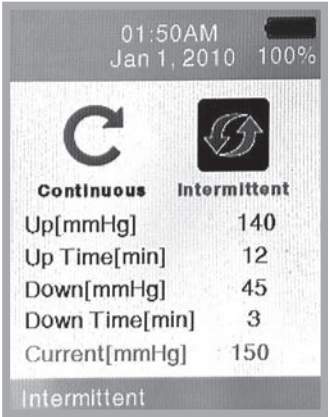 01:50AM
Jan 1, 2010 100%
Continuous Intermittent
Up[mmHg] 140
Up Time[min] 12
Down[mmHg] 45
Down Time[min] 3
Current[mmHg] 150
Intermittent